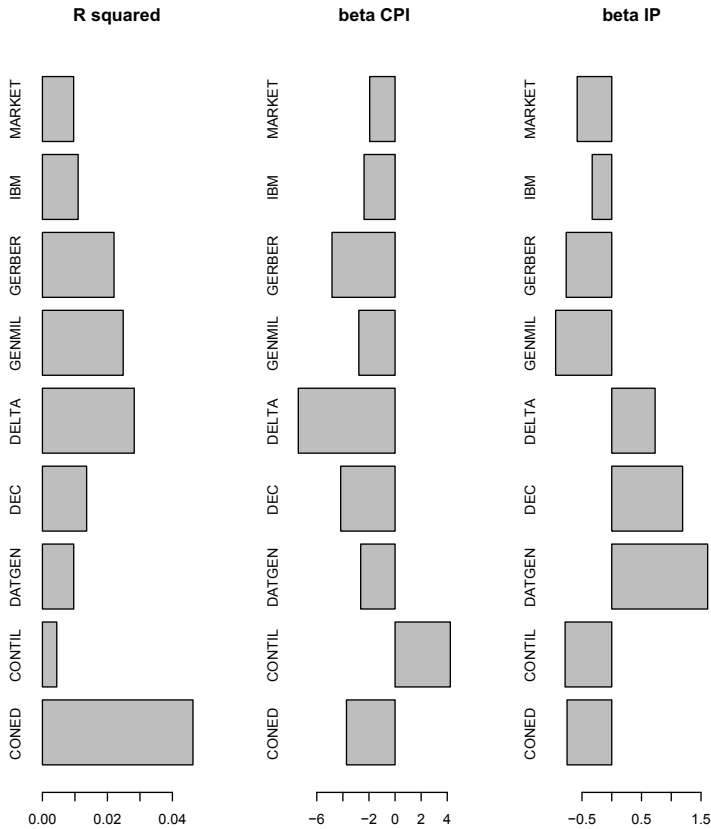 R squared
beta CPI
beta IP
MARKET
IBM
GERBER
GENMIL
DELTA
DEC
DATGEN
CONTIL
CONED
0.00 0.02 0.04
MARKET
IBM
GERBER
GENMIL
DELTA
DEC
DATGEN
CONTIL
CONED
−6 −4 −2 0 2 4
MARKET
IBM
GERBER
GENMIL
DELTA
DEC
DATGEN
CONTIL
CONED
−0.5 0.5 1.5